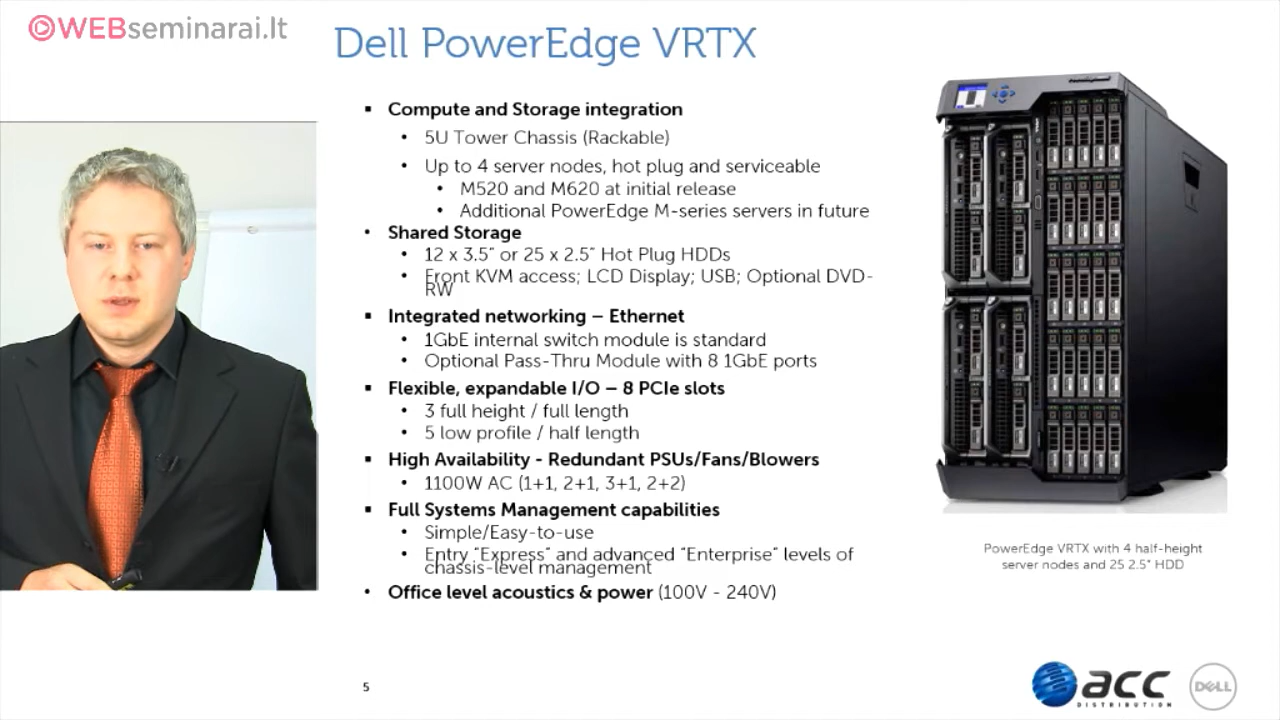 WEBseminarai.lt
Dell PowerEdge VRTX
▪ Compute and Storage integration
• 5U Tower Chassis (Rackable)
• Up to 4 server nodes, hot plug and serviceable
• M520 and M620 at initial release
• Additional PowerEdge M-series servers in future
• Shared Storage
• 12 x 3.5" or 25 x 2.5" Hot Plug HDDs
• Front KVM access; LCD Display; USB; Optional DVD-
RW
▪ Integrated networking – Ethernet
• 1GbE internal switch module is standard
• Optional Pass-Thru Module with 8 1GbE ports
▪ Flexible, expandable I/O – 8 PCIe slots
• 3 full height / full length
• 5 low profile / half length
▪ High Availability - Redundant PSUs/Fans/Blowers
• 1100W AC (1+1, 2+1, 3+1, 2+2)
▪ Full Systems Management capabilities
• Simple/Easy-to-use
• Entry "Express" and advanced "Enterprise" levels of
chassis-level management
• Office level acoustics & power (100V - 240V)
PowerEdge VRTX with 4 half-height
server nodes and 25 2.5" HDD
5
acc
DISTRIBUTION
DELL